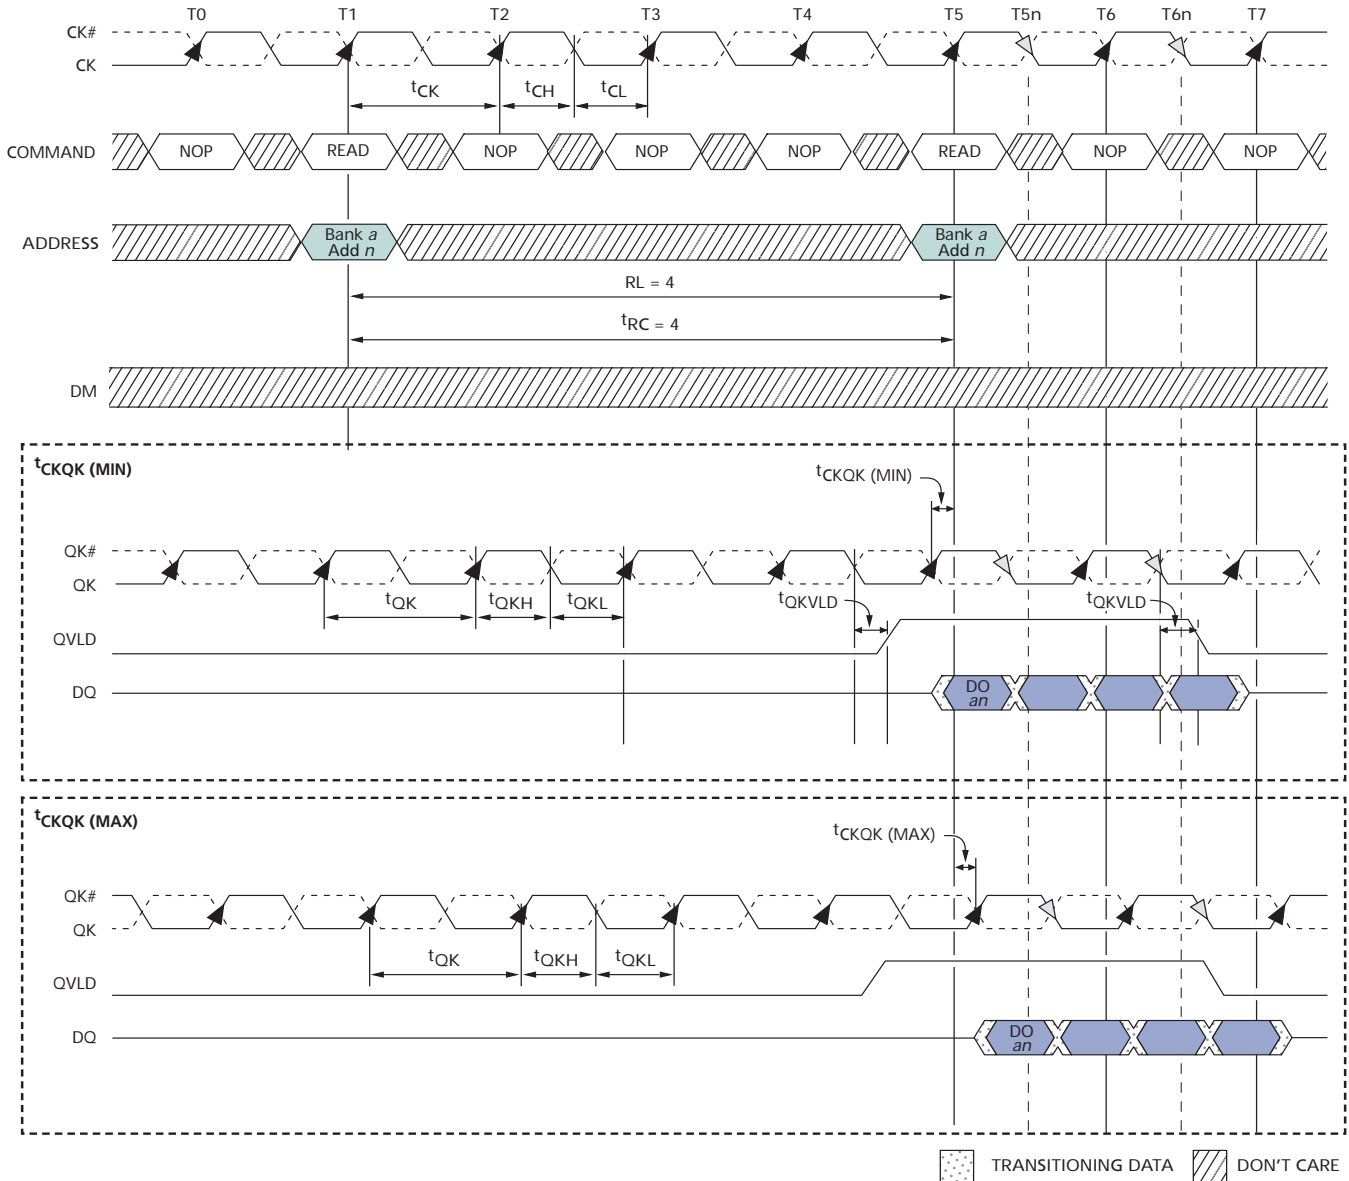 T0 T1 T2 T3 T4 T5 T5n T6 T6n T7
CK#
CK
tCK tCH tCL
COMMAND NOP READ NOP NOP NOP READ NOP NOP
ADDRESS Bank a Add n Bank a Add n
RL = 4
tRC = 4
DM
tCKQK (MIN)
tCKQK (MIN)
QK#
QK
tQK tQKH tQKL tQKVLD tQKVLD
QVLD
DQ DO an
tCKQK (MAX)
tCKQK (MAX)
QK#
QK
tQK tQKH tQKL
QVLD
DQ DO an
TRANSITIONING DATA DON'T CARE